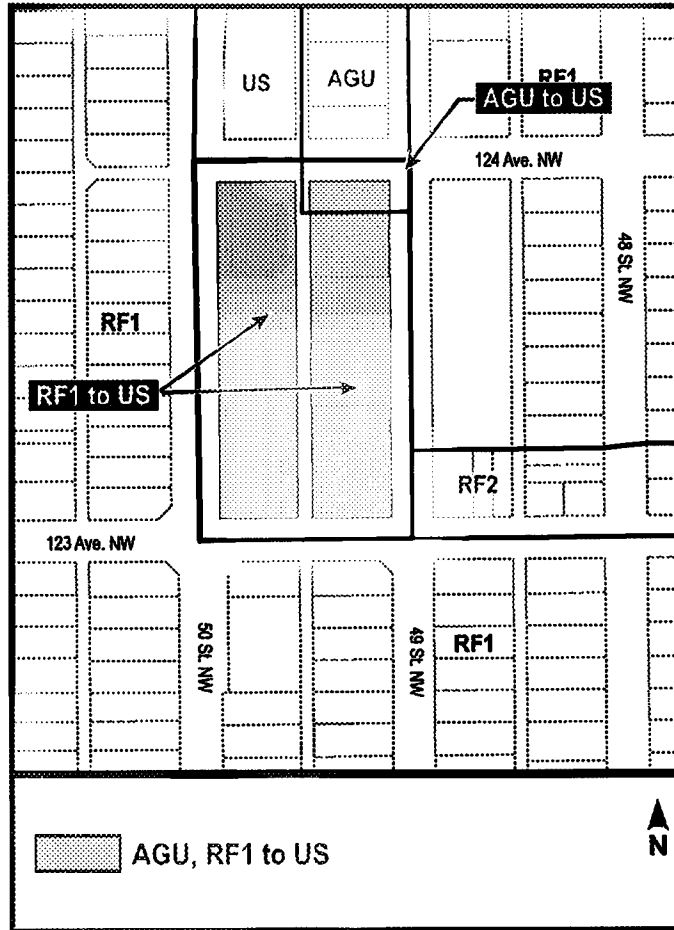 US
AGU
RF1
AGU to US
124 Ave. NW
48 St. NW
RF1
RF1 to US
RF2
123 Ave. NW
50 St. NW
49 St. NW
RF1
AGU, RF1 to US
N